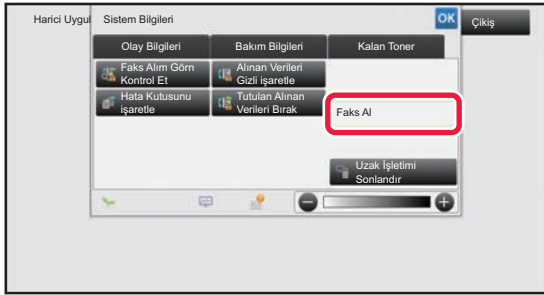 Harici Uygul
Sistem Bilgileri
OK
Çikiş
Olay Bilgileri
Bakım Bilgileri
Kalan Toner
Faks Alım Görn
Kontrol Et
Alınan Verileri
Gizli işaretle
Hata Kutusunu
işaretle
Tutulan Alınan
Verileri Bırak
Faks Al
Uzak İşletimi
Sonlandır